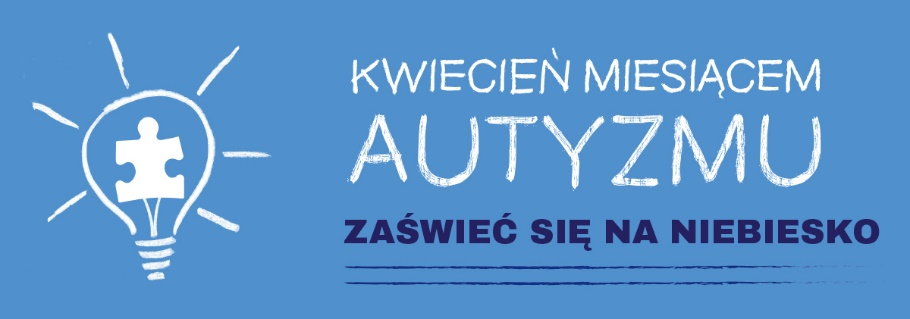 KWIECIEŃ MIESIĄCEM
AUTYZMU
ZAŚWIEĆ SIĘ NA NIEBIESKO